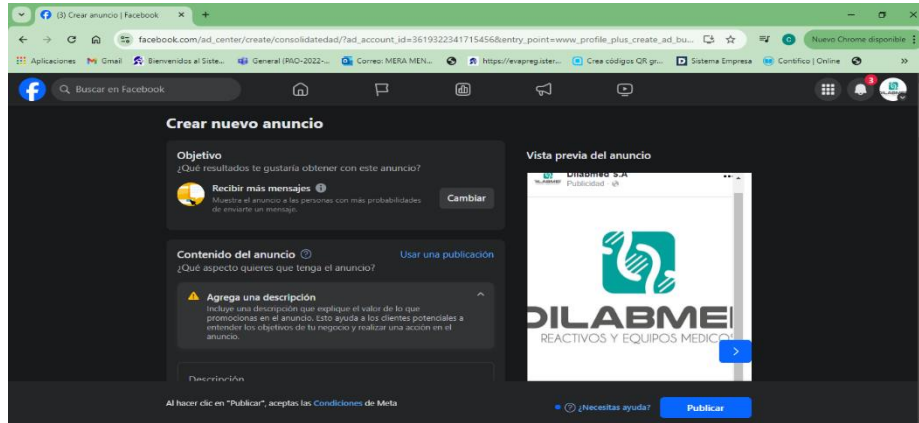 (3) Crear anuncio | Facebook
facebook.com/ad_center/create/consolidatedad/?ad_account_id=3619322341715456&entry_point=www_profile_plus_create_ad_bu...
Nuevo Chrome disponible
Aplicaciones
Gmail
Bienvenidos al Siste...
General (PAO-2022-...
Correo: MERA MEN...
https://evapreg.ister...
Crea códigos QR gr...
Sistema Empresa
Contifico | Online
Buscar en Facebook
3
Crear nuevo anuncio
Objetivo
¿Qué resultados te gustaría obtener con este anuncio?
Recibir más mensajes
Muestra el anuncio a las personas con más probabilidades
de enviarte un mensaje.
Cambiar
Contenido del anuncio
Usar una publicación
¿Qué aspecto quieres que tenga el anuncio?
Agrega una descripción
Incluye una descripción que explique el valor de lo que
promocionas en el anuncio. Esto ayuda a los clientes potenciales a
entender los objetivos de tu negocio y realizar una acción en el
anuncio.
Descripción
Vista previa del anuncio
Dilabmed S.A
Publicidad
DILABMED
REACTIVOS Y EQUIPOS MEDICOS
Al hacer clic en "Publicar", aceptas las Condiciones de Meta
¿Necesitas ayuda?
Publicar